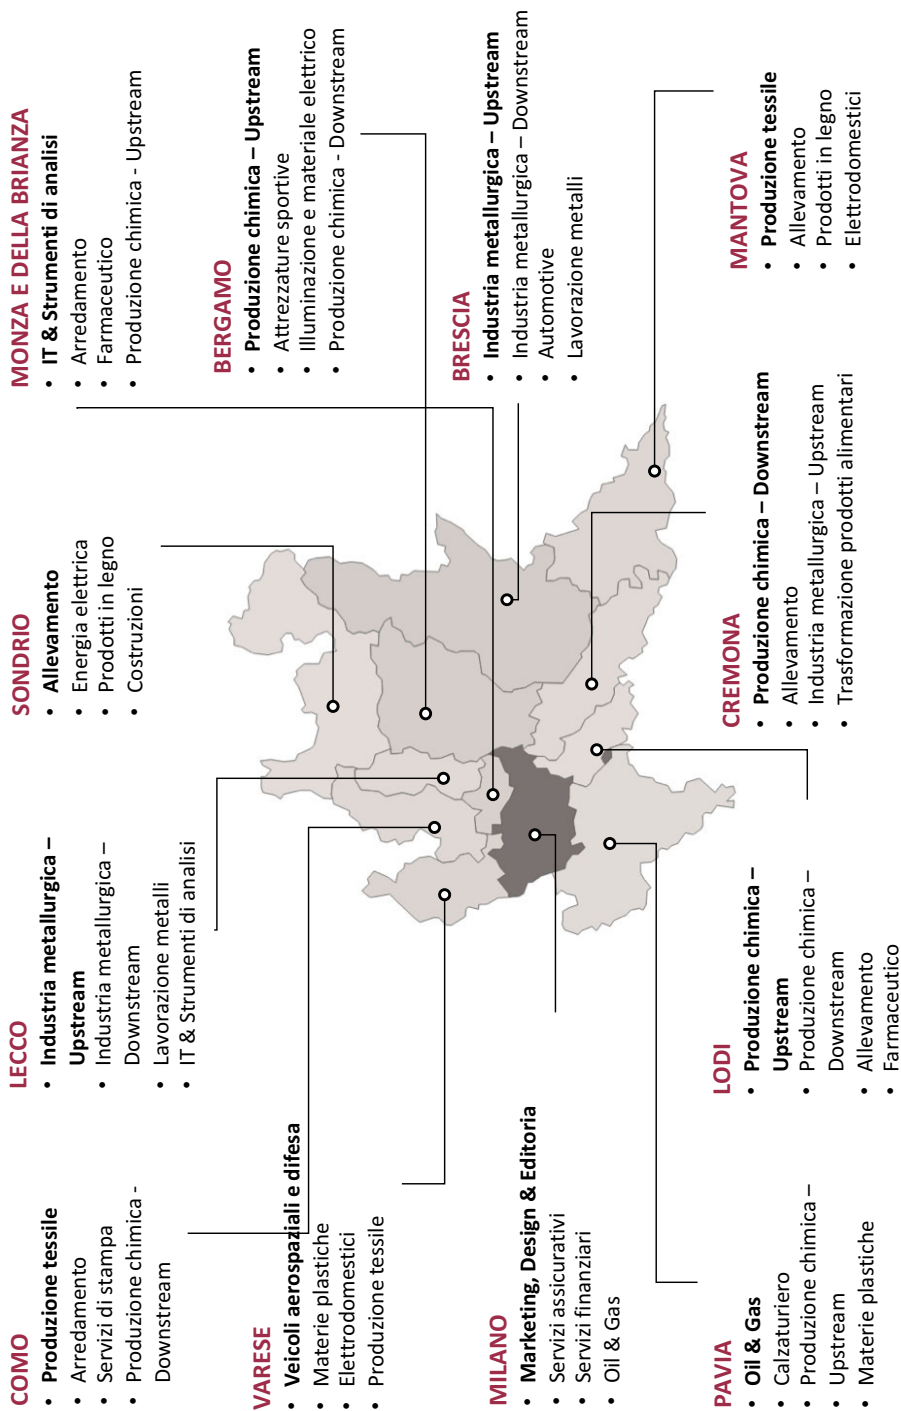 COMO
• Produzione tessile
• Arredamento
• Servizi di stampa
• Produzione chimica -
Downstream
LECCO
• Industria metallurgica –
Upstream
• Industria metallurgica –
Downstream
• Lavorazione metalli
• IT & Strumenti di analisi
SONDRIO
• Allevamento
• Energia elettrica
• Prodotti in legno
• Costruzioni
MONZA E DELLA BRIANZA
• IT & Strumenti di analisi
• Arredamento
• Farmaceutico
• Produzione chimica - Upstream
VARESE
• Veicoli aerospaziali e difesa
• Materie plastiche
• Elettrodomestici
• Produzione tessile
BERGAMO
• Produzione chimica – Upstream
• Attrezzature sportive
• Illuminazione e materiale elettrico
• Produzione chimica - Downstream
MILANO
• Marketing, Design & Editoria
• Servizi assicurativi
• Servizi finanziari
• Oil & Gas
BRESCIA
• Industria metallurgica – Upstream
• Industria metallurgica – Downstream
• Automotive
• Lavorazione metalli
PAVIA
• Oil & Gas
• Calzaturiero
• Produzione chimica –
• Upstream
• Materie plastiche
LODI
• Produzione chimica –
Upstream
• Produzione chimica –
Downstream
• Allevamento
• Farmaceutico
CREMONA
• Produzione chimica – Downstream
• Allevamento
• Industria metallurgica – Upstream
• Trasformazione prodotti alimentari
MANTOVA
• Produzione tessile
• Allevamento
• Prodotti in legno
• Elettrodomestici